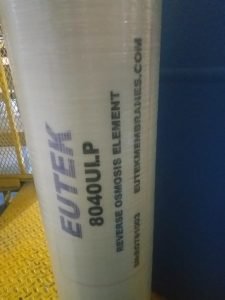 EUTEK
8040ULP
REVERSE OSMOSIS ELEMENT
EUTEKMEMBRANES.COM